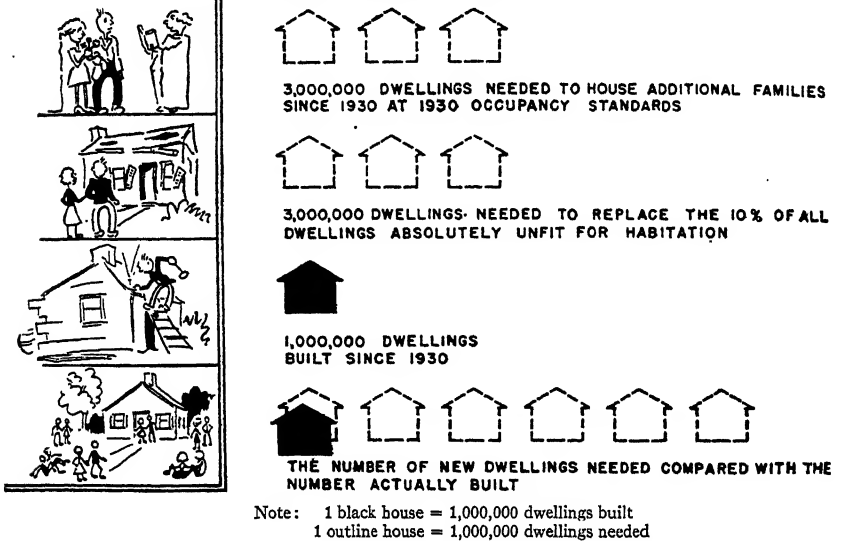 3,000,000 DWELLINGS NEEDED TO HOUSE ADDITIONAL FAMILIES
SINCE 1930 AT 1930 OCCUPANCY STANDARDS
3,000,000 DWELLINGS NEEDED TO REPLACE THE 10% OF ALL
DWELLINGS ABSOLUTELY UNFIT FOR HABITATION
1,000,000 DWELLINGS
BUILT SINCE 1930
THE NUMBER OF NEW DWELLINGS NEEDED COMPARED WITH THE
NUMBER ACTUALLY BUILT
Note: 1 black house = 1,000,000 dwellings built
1 outline house = 1,000,000 dwellings needed